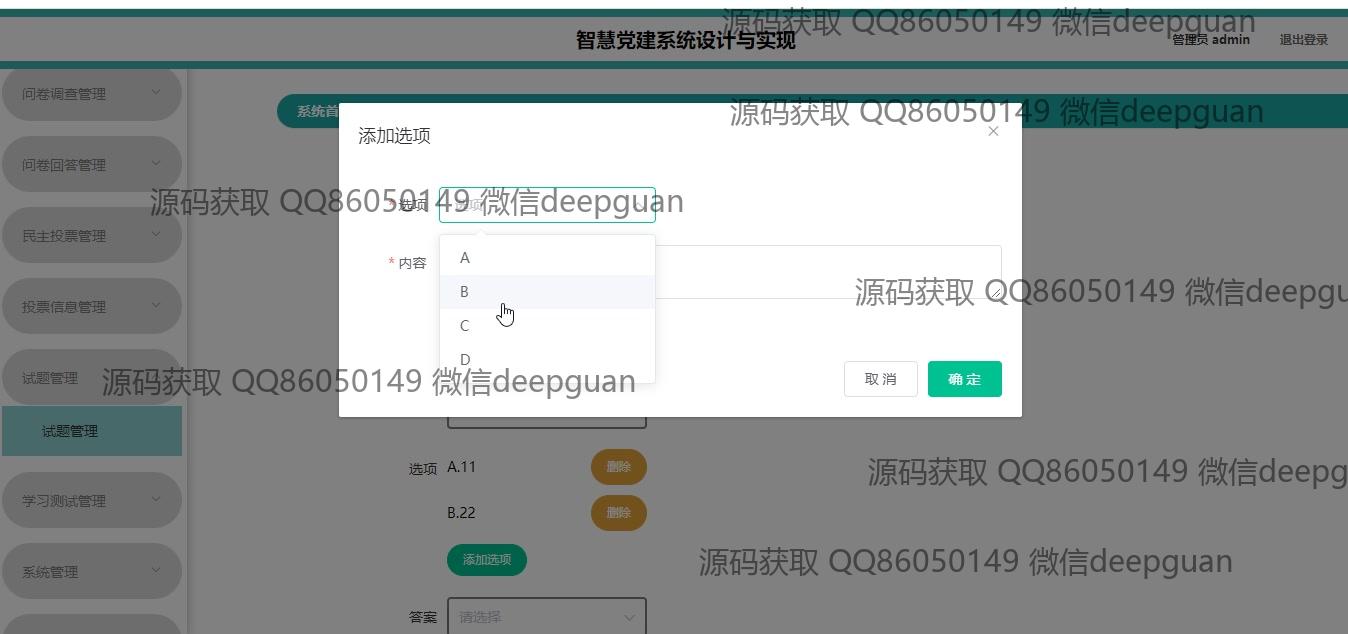 源码获取 QQ86050149 微信deepguan
智慧党建系统设计与实现
管理员 admin
退出登录
问卷调查管理
问卷回答管理
民主投票管理
投票信息管理
试题管理
试题管理
学习测试管理
系统管理
系统首
源码获取 QQ86050149 微信deepguan
添加选项
源码获取 QQ86050149 微信deepguan
* 选项
选项
* 内容
A
B
C
D
源码获取 QQ86050149 微信deepgu
源码获取 QQ86050149 微信deepguan
取 消
确 定
选项
A.11
删除
B.22
删除
源码获取 QQ86050149 微信deepg
添加选项
源码获取 QQ86050149 微信deepguan
答案
请选择